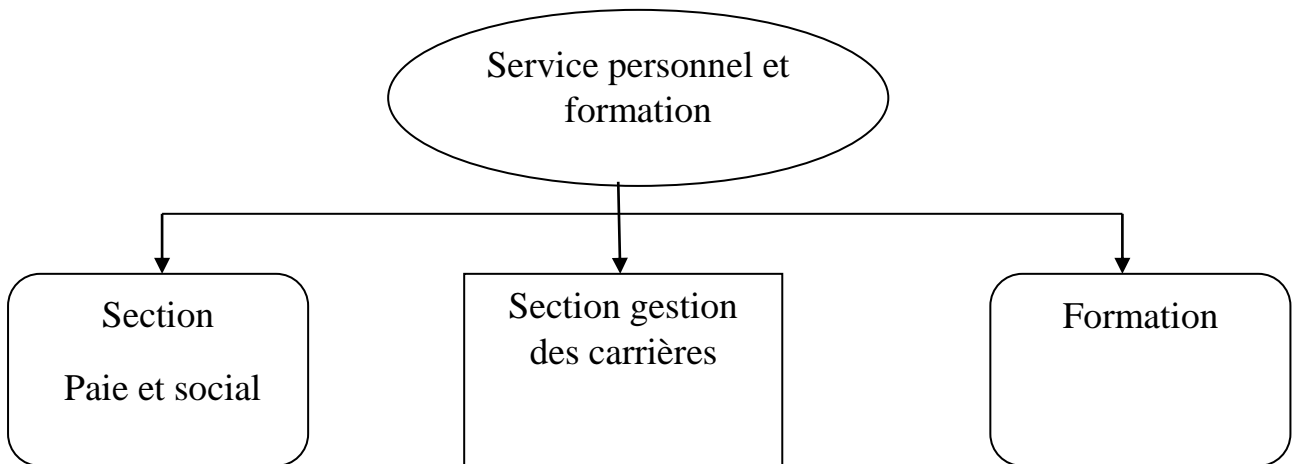 Service personnel et
formation
Section
Paie et social
Section gestion
des carrières
Formation